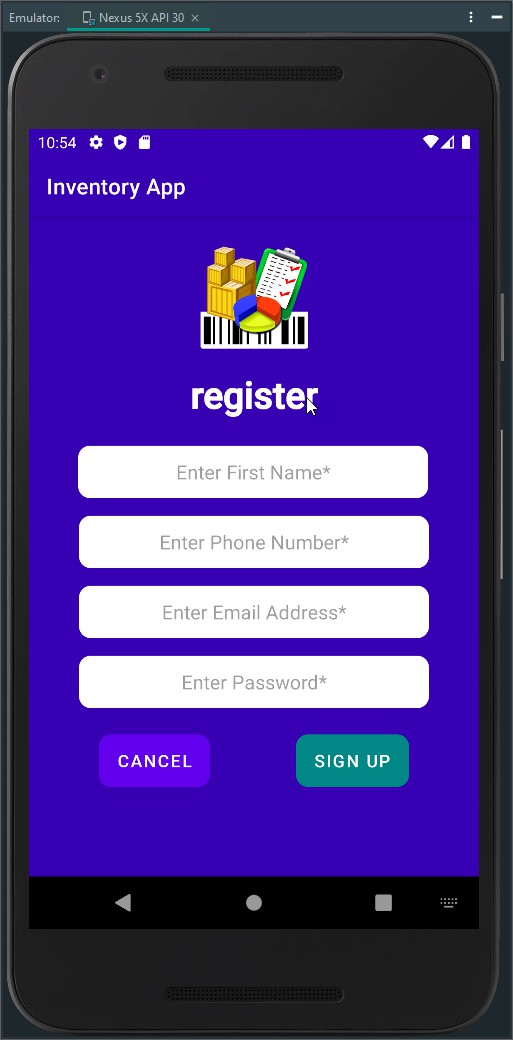 Emulator: Nexus 5X API 30
10:54
Inventory App
register
Enter First Name*
Enter Phone Number*
Enter Email Address*
Enter Password*
CANCEL SIGN UP